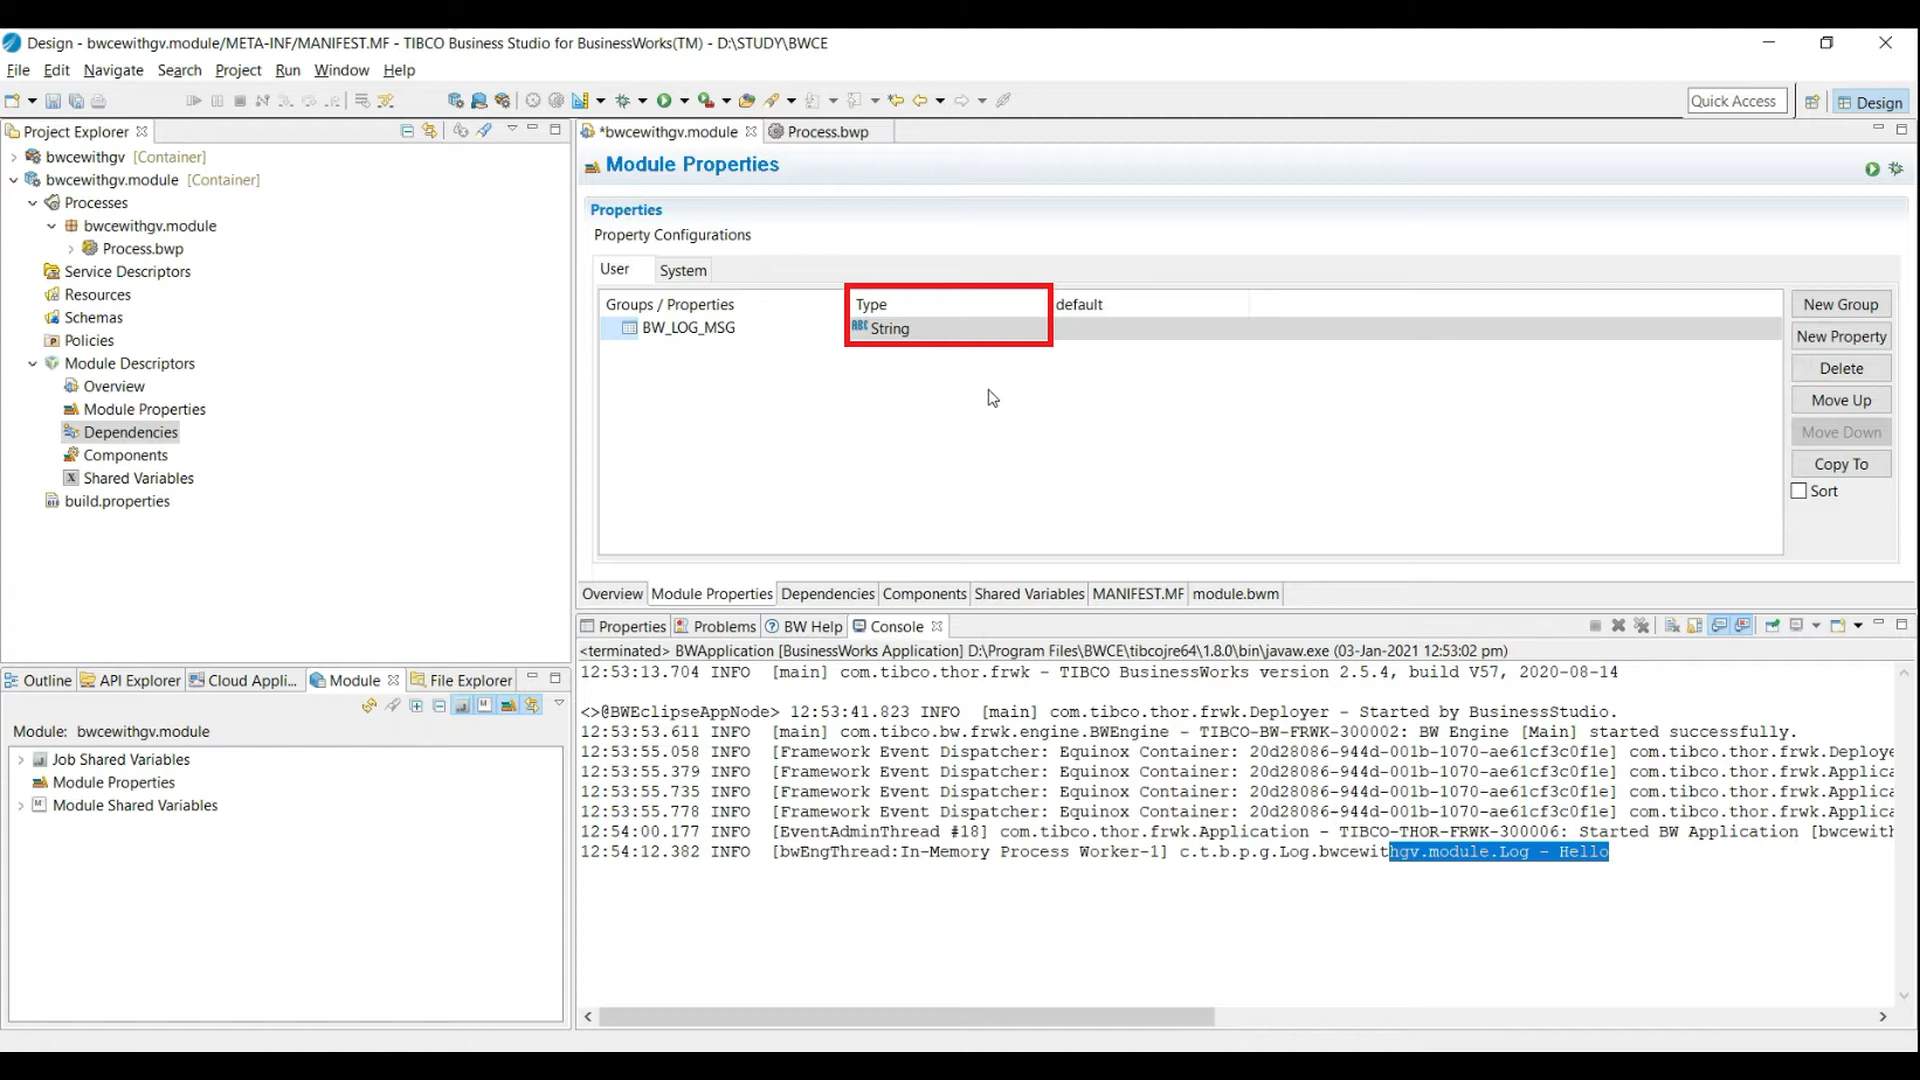 Design - bwcewithgv.module/META-INF/MANIFEST.MF - TIBCO Business Studio for BusinessWorks(TM) - D:\STUDY\BWCE
File Edit Navigate Search Project Run Window Help
Quick Access
Design
Project Explorer
bwcewithgv [Container]
bwcewithgv.module [Container]
Processes
bwcewithgv.module
Process.bwp
Service Descriptors
Resources
Schemas
Policies
Module Descriptors
Overview
Module Properties
Dependencies
Components
Shared Variables
build.properties
*bwcewithgv.module
Process.bwp
Module Properties
Properties
Property Configurations
User System
Groups / Properties Type default
BW_LOG_MSG ABC String
New Group
New Property
Delete
Move Up
Move Down
Copy To
Sort
Overview Module Properties Dependencies Components Shared Variables MANIFEST.MF module.bwm
Outline API Explorer Cloud Appli... Module File Explorer
Module: bwcewithgv.module
Job Shared Variables
Module Properties
Module Shared Variables
Properties Problems BW Help Console
<terminated> BWApplication [BusinessWorks Application] D:\Program Files\BWCE\tibcojre64\1.8.0\bin\javaw.exe (03-Jan-2021 12:53:02 pm)
12:53:13.704 INFO [main] com.tibco.thor.frwk - TIBCO BusinessWorks version 2.5.4, build V57, 2020-08-14
<>@BWEclipseAppNode> 12:53:41.823 INFO [main] com.tibco.thor.frwk.Deployer - Started by BusinessStudio.
12:53:53.611 INFO [main] com.tibco.bw.frwk.engine.BWEngine - TIBCO-BW-FRWK-300002: BW Engine [Main] started successfully.
12:53:55.058 INFO [Framework Event Dispatcher: Equinox Container: 20d28086-944d-001b-1070-ae61cf3c0f1e] com.tibco.thor.frwk.Deploye
12:53:55.379 INFO [Framework Event Dispatcher: Equinox Container: 20d28086-944d-001b-1070-ae61cf3c0f1e] com.tibco.thor.frwk.Applica
12:53:55.735 INFO [Framework Event Dispatcher: Equinox Container: 20d28086-944d-001b-1070-ae61cf3c0f1e] com.tibco.thor.frwk.Applica
12:53:55.778 INFO [Framework Event Dispatcher: Equinox Container: 20d28086-944d-001b-1070-ae61cf3c0f1e] com.tibco.thor.frwk.Applica
12:54:00.177 INFO [EventAdminThread #18] com.tibco.thor.frwk.Application - TIBCO-THOR-FRWK-300006: Started BW Application [bwcewith
12:54:12.382 INFO [bwEngThread:In-Memory Process Worker-1] c.t.b.p.g.Log.bwcewithgv.module.Log - Hello